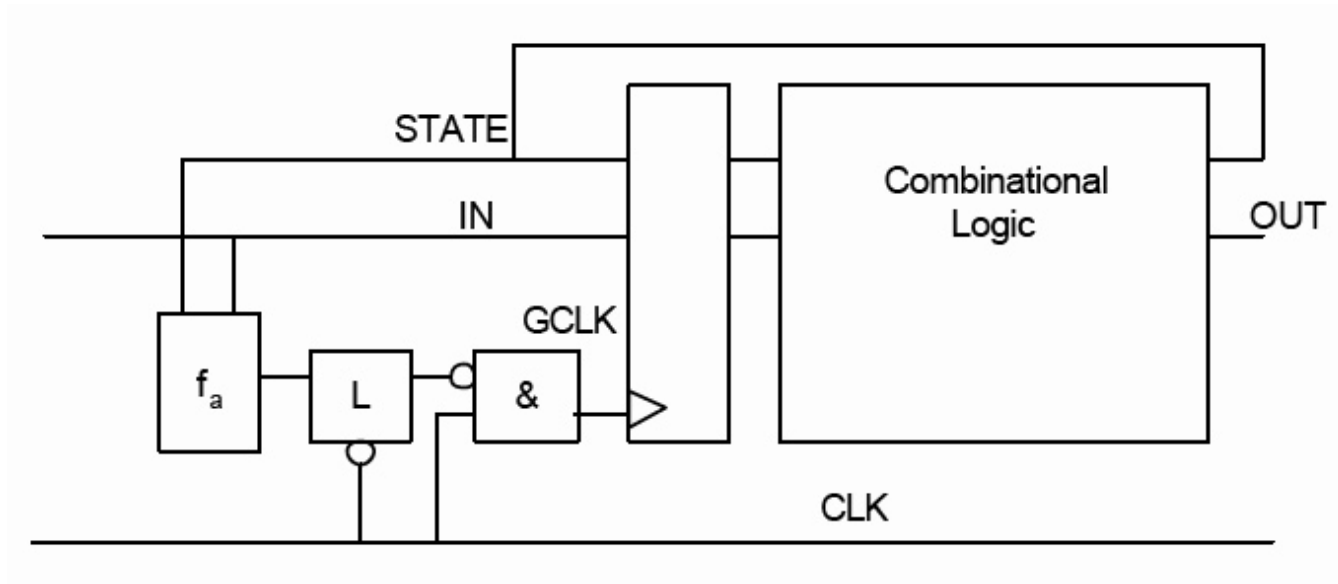 STATE
IN
Combinational
Logic
OUT
GCLK
fa
L
&
CLK